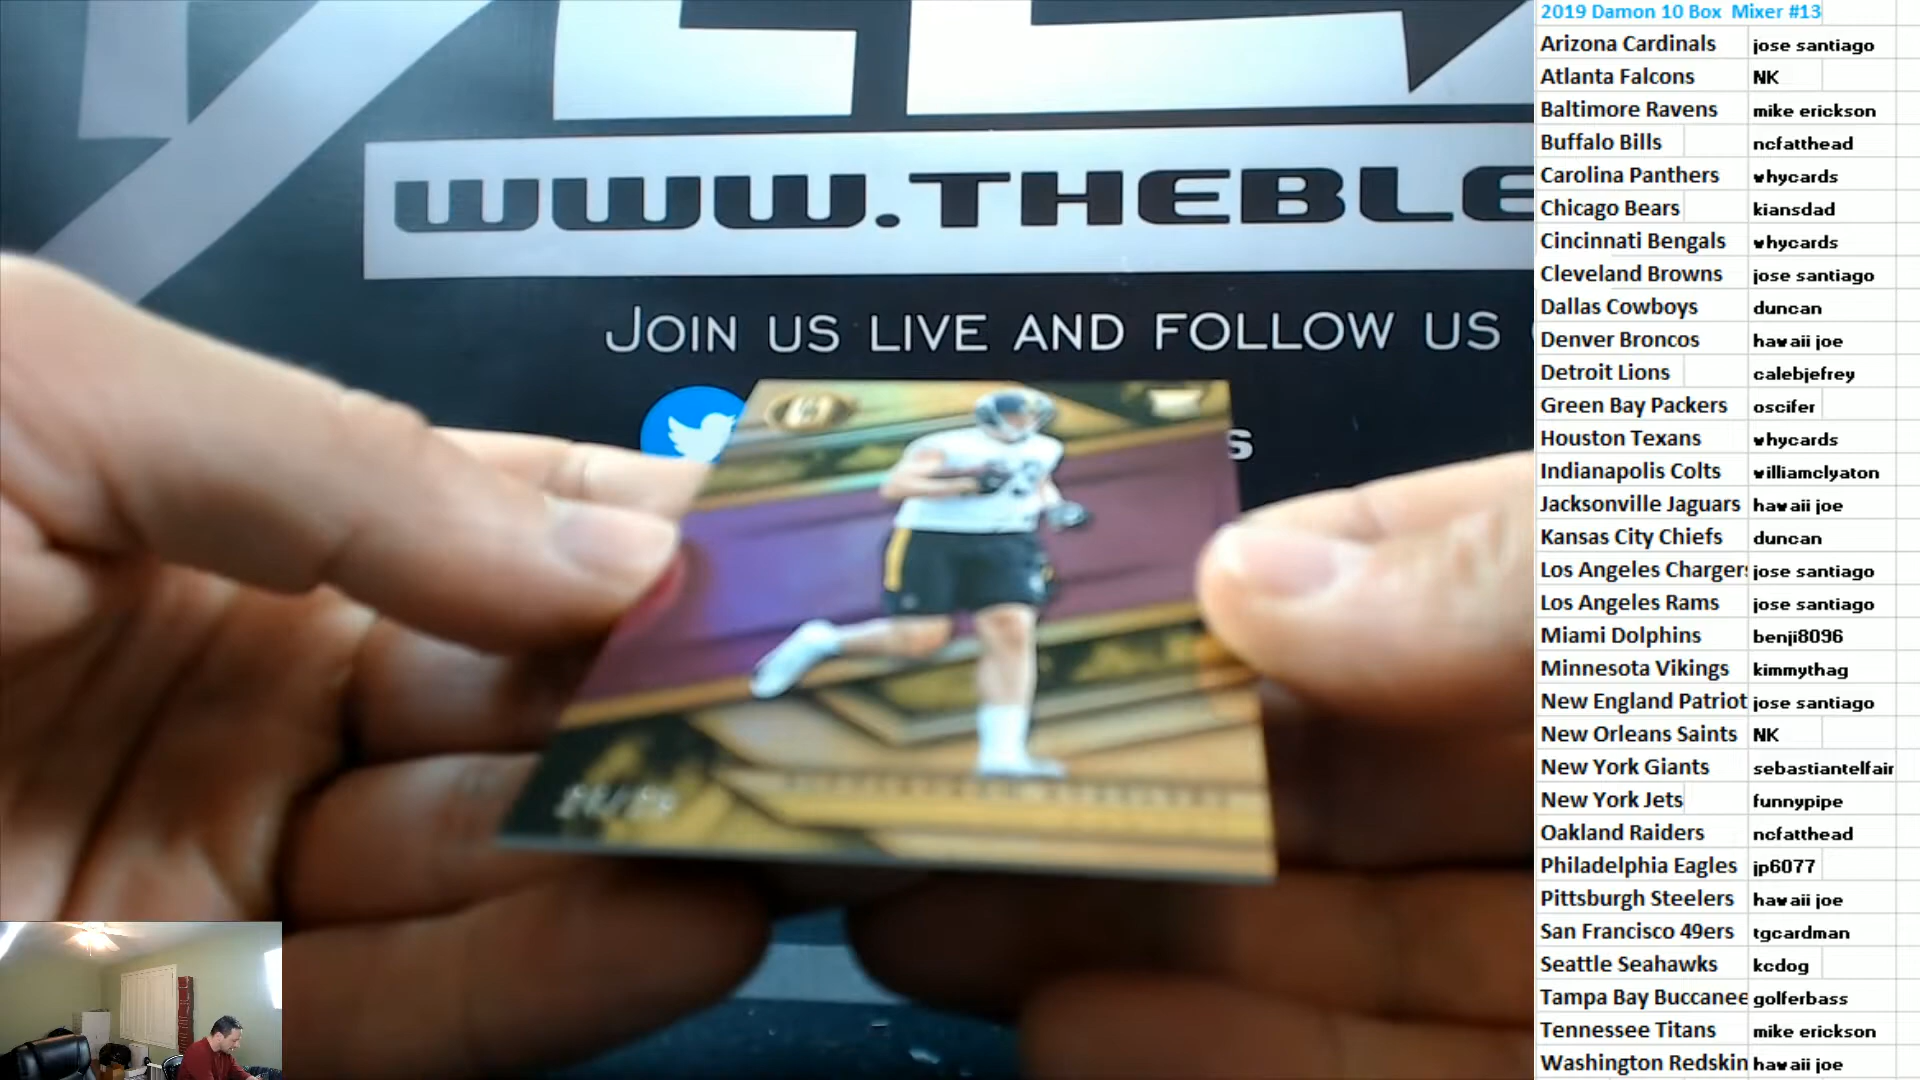 WWW.THEBLE
JOIN US LIVE AND FOLLOW US
s
2019 Damon 10 Box Mixer #13
Arizona Cardinals jose santiago
Atlanta Falcons NK
Baltimore Ravens mike erickson
Buffalo Bills ncfatthead
Carolina Panthers whycards
Chicago Bears kiansdad
Cincinnati Bengals whycards
Cleveland Browns jose santiago
Dallas Cowboys duncan
Denver Broncos hawaii joe
Detroit Lions calebjefrey
Green Bay Packers oscifer
Houston Texans whycards
Indianapolis Colts williamclyaton
Jacksonville Jaguars hawaii joe
Kansas City Chiefs duncan
Los Angeles Chargers jose santiago
Los Angeles Rams jose santiago
Miami Dolphins benji8096
Minnesota Vikings kimmythag
New England Patriot jose santiago
New Orleans Saints NK
New York Giants sebastiantelfair
New York Jets funnypipe
Oakland Raiders ncfatthead
Philadelphia Eagles jp6077
Pittsburgh Steelers hawaii joe
San Francisco 49ers tgcardman
Seattle Seahawks kcdog
Tampa Bay Buccanee golferbass
Tennessee Titans mike erickson
Washington Redskin hawaii joe